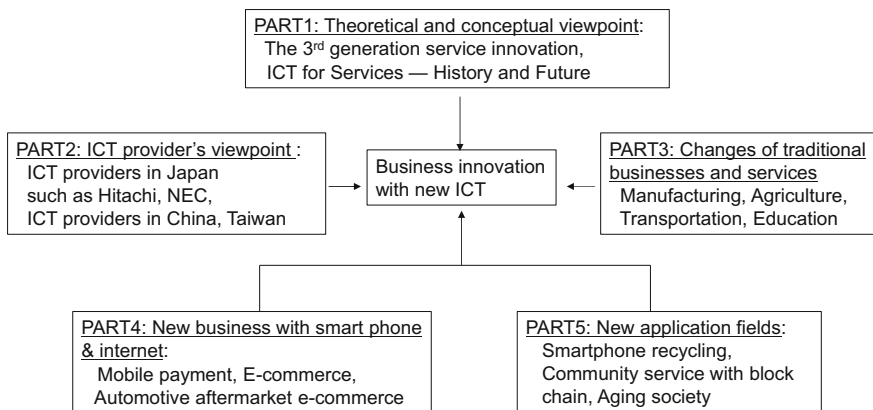 PART1: Theoretical and conceptual viewpoint:
The 3rd generation service innovation,
ICT for Services — History and Future
PART2: ICT provider's viewpoint :
ICT providers in Japan
such as Hitachi, NEC,
ICT providers in China, Taiwan
Business innovation
with new ICT
PART3: Changes of traditional
businesses and services
Manufacturing, Agriculture,
Transportation, Education
PART4: New business with smart phone
& internet:
Mobile payment, E-commerce,
Automotive aftermarket e-commerce
PART5: New application fields:
Smartphone recycling,
Community service with block
chain, Aging society